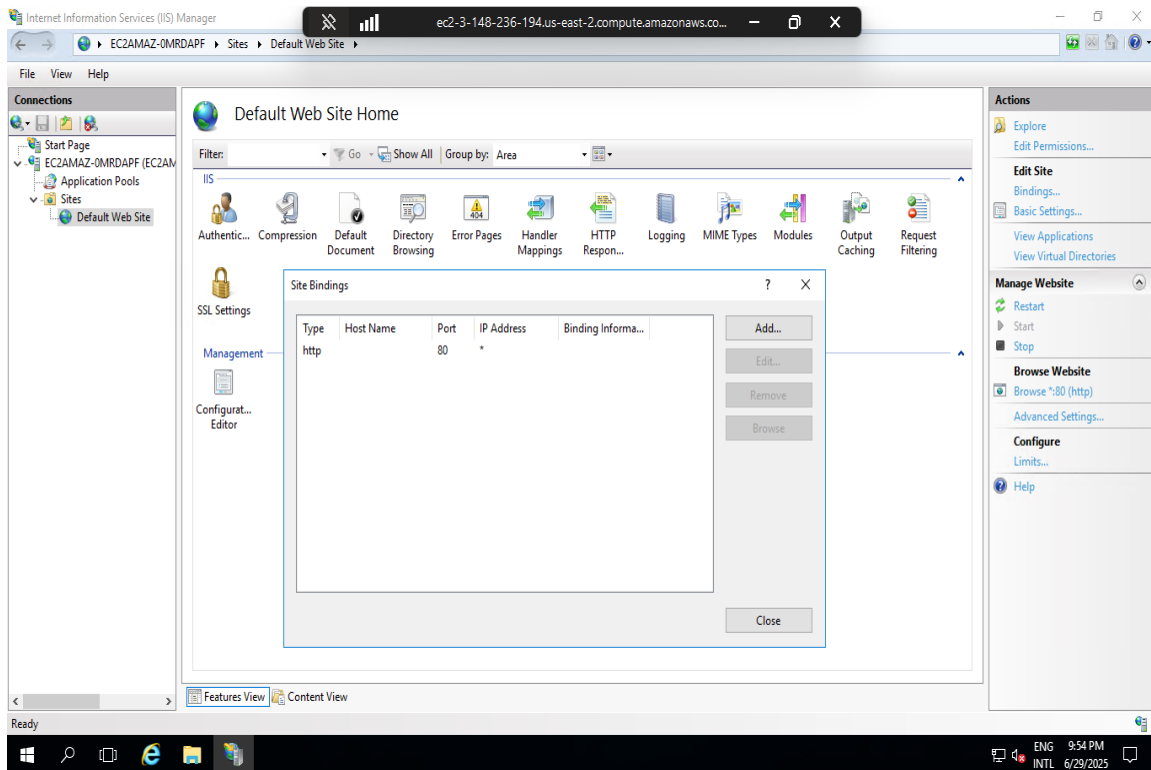 Internet Information Services (IIS) Manager
ec2-3-148-236-194.us-east-2.compute.amazonaws.co...
EC2AMAZ-0MRDAPF
Sites
Default Web Site
File View Help
Connections
Start Page
EC2AMAZ-0MRDAPF (EC2AM
Application Pools
Sites
Default Web Site
Default Web Site Home
Filter:
Go
Show All
Group by: Area
IIS
Authentic...
Compression
Default Document
Directory Browsing
404
Error Pages
Handler Mappings
HTTP Respon...
Logging
MIME Types
Modules
Output Caching
Request Filtering
SSL Settings
Management
Configurat... Editor
Site Bindings
?
Type Host Name Port IP Address Binding Informa...
http 80 *
Add...
Edit...
Remove
Browse
Close
Features View
Content View
Actions
Explore
Edit Permissions...
Edit Site
Bindings...
Basic Settings...
View Applications
View Virtual Directories
Manage Website
Restart
Start
Stop
Browse Website
Browse *:80 (http)
Advanced Settings...
Configure
Limits...
Help
Ready
ENG
INTL
9:54 PM
6/29/2025